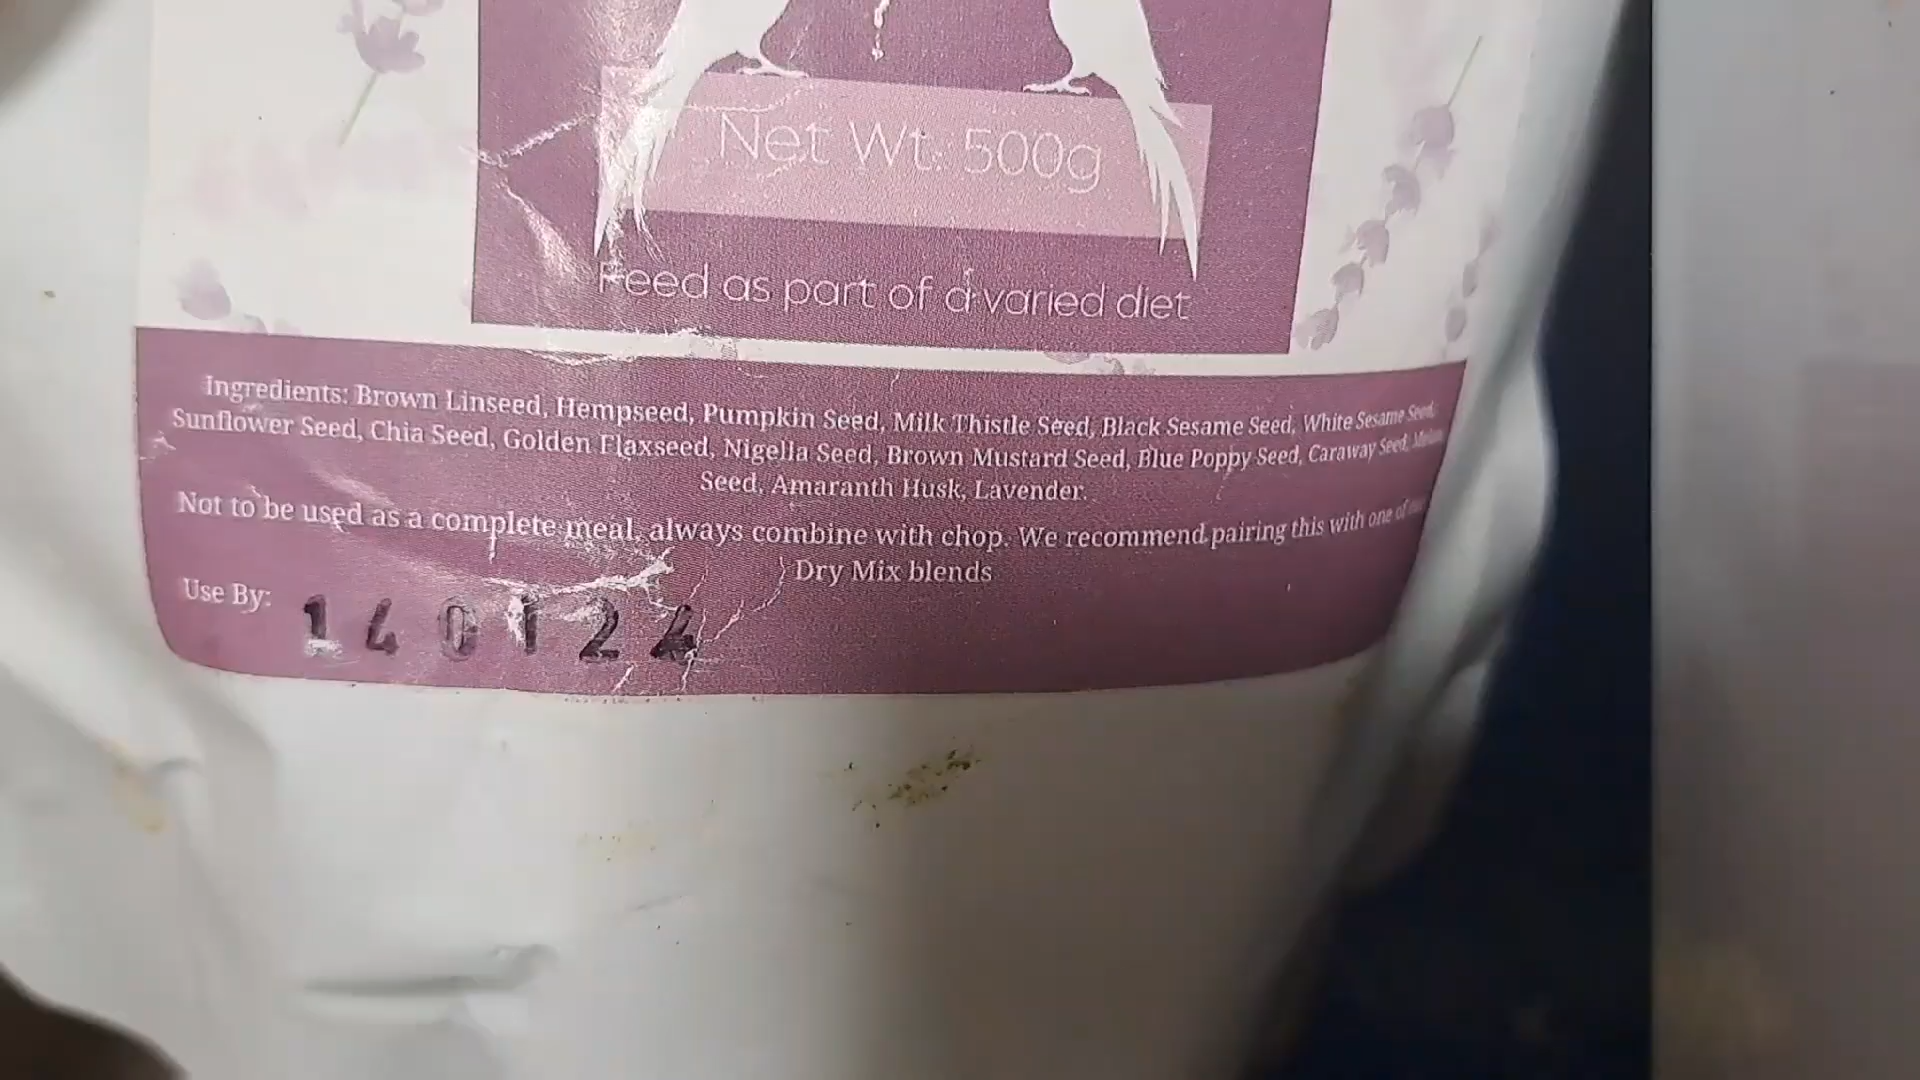 Net Wt. 500g
Feed as part of a varied diet
Ingredients: Brown Linseed, Hempseed, Pumpkin Seed, Milk Thistle Seed, Black Sesame Seed, White Sesame Seed,
Sunflower Seed, Chia Seed, Golden Flaxseed, Nigella Seed, Brown Mustard Seed, Blue Poppy Seed, Caraway Seed,
Seed, Amaranth Husk, Lavender.
Not to be used as a complete meal, always combine with chop. We recommend pairing this with one of
Dry Mix blends
Use By: 140124